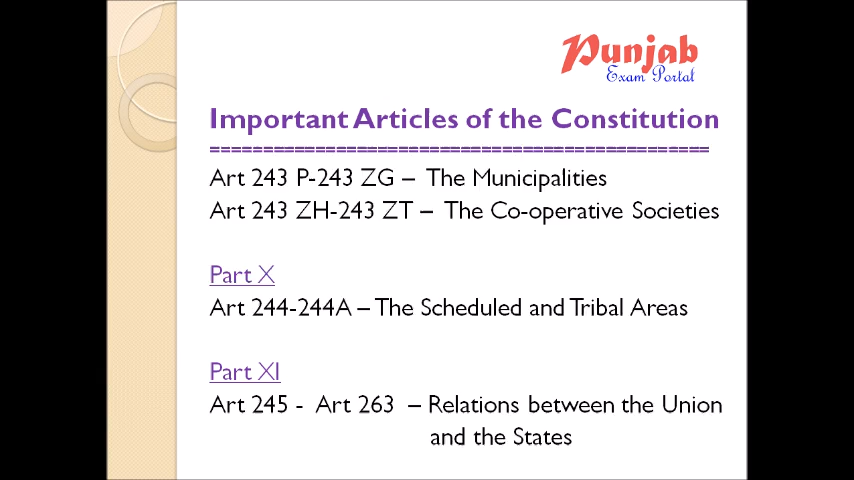 Punjab
Exam Portal
Important Articles of the Constitution
================================================
Art 243 P-243 ZG – The Municipalities
Art 243 ZH-243 ZT – The Co-operative Societies
Part X
Art 244-244A – The Scheduled and Tribal Areas
Part XI
Art 245 - Art 263 – Relations between the Union
and the States